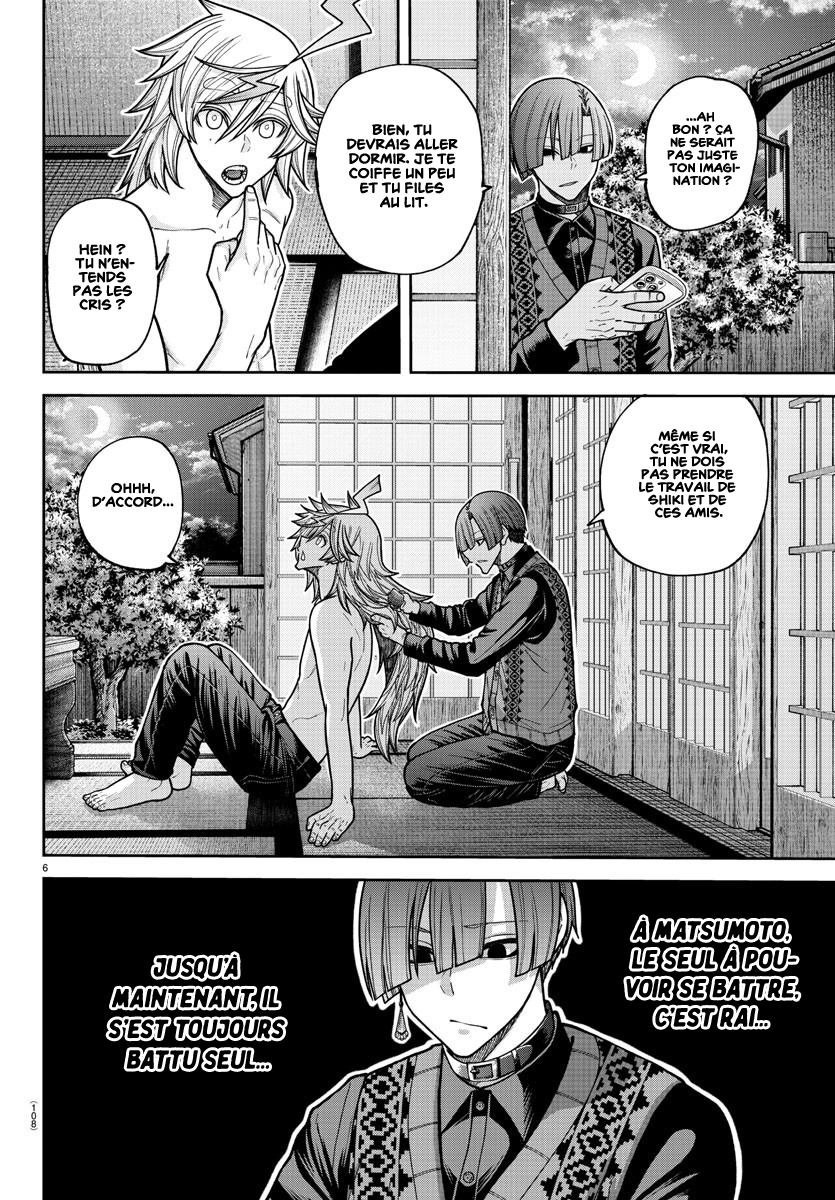 ...AH
BON ? ÇA
NE SERAIT
PAS JUSTE
TON IMAGI-
NATION ?
BIEN, TU
DEVRAIS ALLER
DORMIR. JE TE
COIFFE UN PEU
ET TU FILES
AU LIT.
HEIN ?
TU N'EN-
TENDS
PAS LES
CRIS ?
MÊME SI
C'EST VRAI,
TU NE DOIS
PAS PRENDRE
LE TRAVAIL DE
SHIKI ET DE
CES AMIS.
OHHH,
D'ACCORD...
6
À MATSUMOTO,
LE SEUL À POU-
VOIR SE BATTRE,
C'EST RAI...
JUSQU'À
MAINTENANT, IL
S'EST TOUJOURS
BATTU SEUL...
(108)